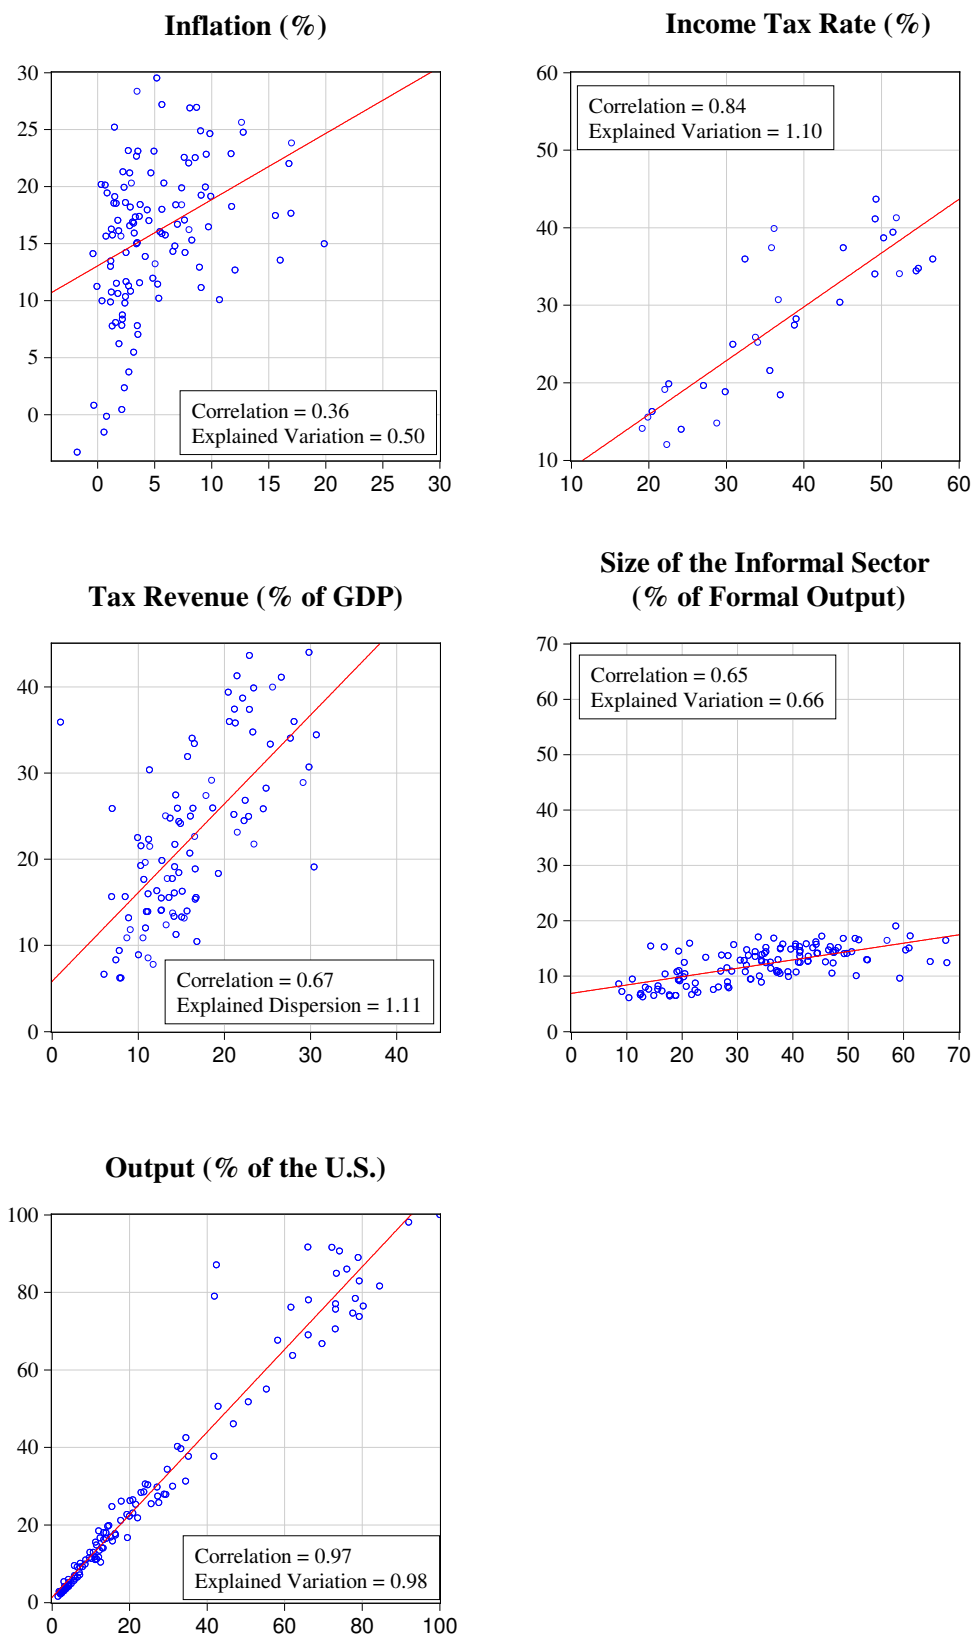 Inflation (%)
30
25
20
15
10
5
0
Correlation = 0.36
Explained Variation = 0.50
0 5 10 15 20 25 30
Income Tax Rate (%)
60
50
40
30
20
10
Correlation = 0.84
Explained Variation = 1.10
10 20 30 40 50 60
Tax Revenue (% of GDP)
40
30
20
10
0
Correlation = 0.67
Explained Dispersion = 1.11
0 10 20 30 40
Size of the Informal Sector
(% of Formal Output)
70
60
50
40
30
20
10
0
Correlation = 0.65
Explained Variation = 0.66
0 10 20 30 40 50 60 70
Output (% of the U.S.)
100
80
60
40
20
0
Correlation = 0.97
Explained Variation = 0.98
0 20 40 60 80 100